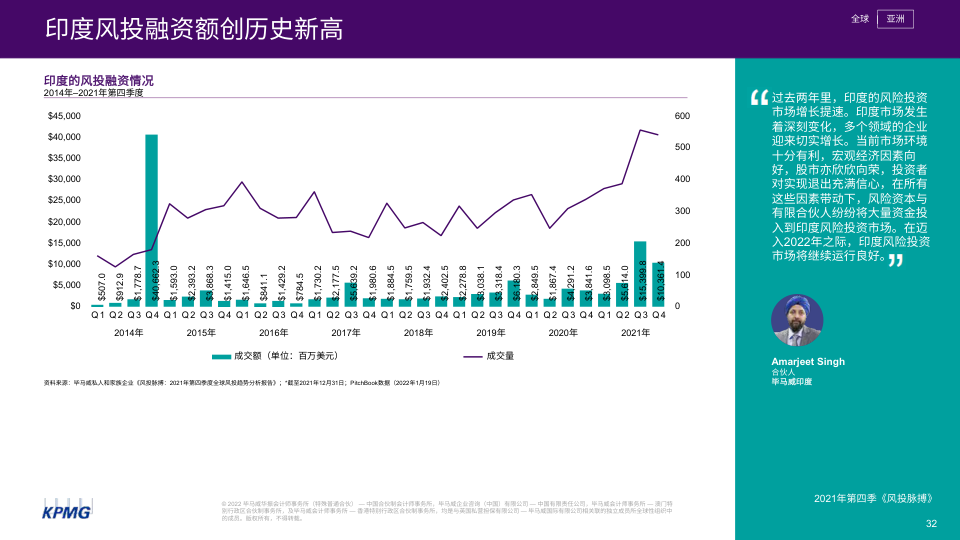 印度风投融资额创历史新高
全球 | 亚洲
印度的风投融资情况
2014年–2021年第四季度
$45,000
$40,000
$35,000
$30,000
$25,000
$20,000
$15,000
$10,000
$5,000
$0
600
500
400
300
200
100
0
$507.0 $912.9 $1,778.7 $40,662.3 $1,593.0 $2,393.2 $3,868.3 $1,415.0 $1,646.5 $841.1 $1,429.2 $784.5 $1,730.2 $2,177.5 $5,639.2 $1,980.6 $1,884.5 $1,759.5 $1,932.4 $2,402.5 $2,278.8 $3,038.1 $3,318.4 $6,180.3 $2,849.5 $1,867.4 $4,291.2 $3,841.6 $3,098.5 $5,614.0 $15,399.8 $10,361.4
Q1 Q2 Q3 Q4 Q1 Q2 Q3 Q4 Q1 Q2 Q3 Q4 Q1 Q2 Q3 Q4 Q1 Q2 Q3 Q4 Q1 Q2 Q3 Q4 Q1 Q2 Q3 Q4 Q1 Q2 Q3 Q4
2014年 2015年 2016年 2017年 2018年 2019年 2020年 2021年
成交额（单位：百万美元） 成交量
资料来源：毕马威私人和家族企业《风投脉搏：2021年第四季度全球风投趋势分析报告》；*截至2021年12月31日；PitchBook数据（2022年1月19日）
“过去两年里，印度的风险投资
市场增长提速。印度市场发生
着深刻变化，多个领域的企业
迎来切实增长。当前市场环境
十分有利，宏观经济因素向
好，股市亦欣欣向荣，投资者
对实现退出充满信心，在所有
这些因素带动下，风险资本与
有限合伙人纷纷将大量资金投
入到印度风险投资市场。在迈
入2022年之际，印度风险投资
市场将继续运行良好。”
Amarjeet Singh
合伙人
毕马威印度
KPMG
© 2022 毕马威华振会计师事务所（特殊普通合伙） — 中国合伙制会计师事务所，毕马威企业咨询（中国）有限公司 — 中国有限责任公司，毕马威会计师事务所 — 澳门特
别行政区合伙制事务所，及毕马威会计师事务所 — 香港特别行政区合伙制事务所，均是与英国私营担保有限公司 — 毕马威国际有限公司相关联的独立成员所全球性组织中
的成员。版权所有，不得转载。
2021年第四季《风投脉搏》
32